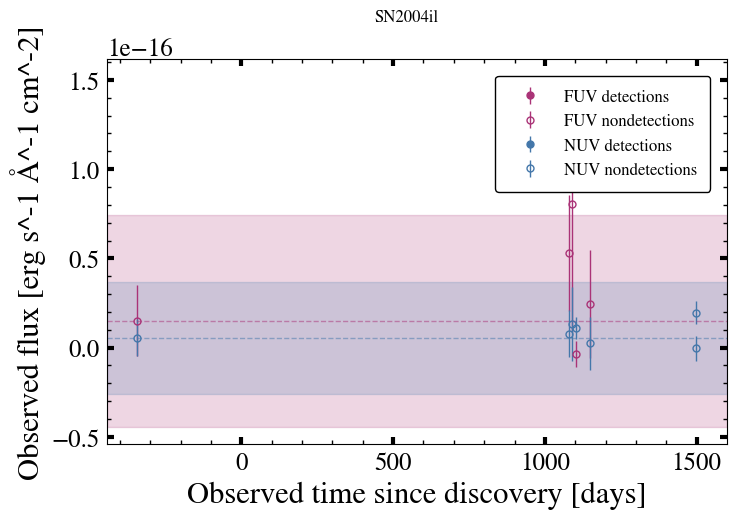 SN2004il
1e−16
Observed flux [erg s^-1 Å^-1 cm^-2]
1.5
1.0
0.5
0.0
−0.5
FUV detections
FUV nondetections
NUV detections
NUV nondetections
0
500
1000
1500
Observed time since discovery [days]